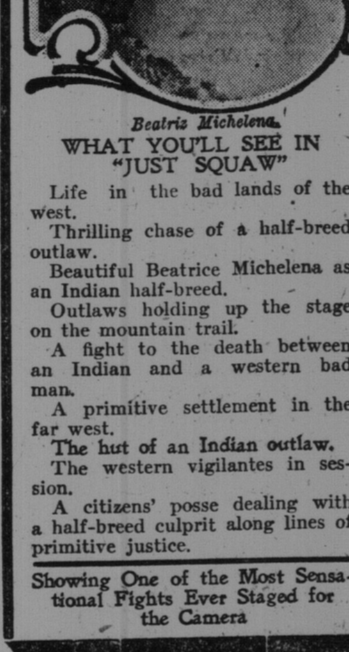 Beatriz Michelena
WHAT YOU'LL SEE IN
"JUST SQUAW"
Life in the bad lands of the
west.
Thrilling chase of a half-breed
outlaw.
Beautiful Beatrice Michelena as
an Indian half-breed.
Outlaws holding up the stage
on the mountain trail.
A fight to the death between
an Indian and a western bad
man.
A primitive settlement in the
far west.
The hut of an Indian outlaw.
The western vigilantes in ses-
sion.
A citizens' posse dealing with
a half-breed culprit along lines of
primitive justice.
Showing One of the Most Sensa-
tional Fights Ever Staged for
the Camera